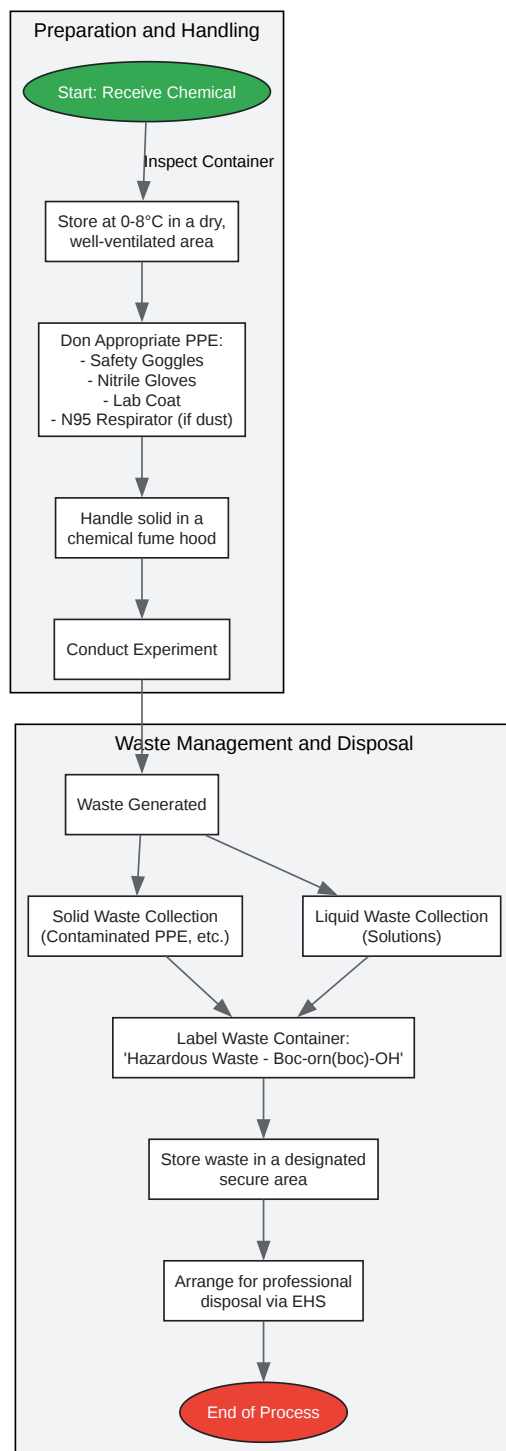 Preparation and Handling
Start: Receive Chemical
Inspect Container
Store at 0-8°C in a dry,
well-ventilated area
Don Appropriate PPE:
- Safety Goggles
- Nitrile Gloves
- Lab Coat
- N95 Respirator (if dust)
Handle solid in a
chemical fume hood
Conduct Experiment
Waste Management and Disposal
Waste Generated
Solid Waste Collection
(Contaminated PPE, etc.)
Liquid Waste Collection
(Solutions)
Label Waste Container:
'Hazardous Waste - Boc-orn(boc)-OH'
Store waste in a designated
secure area
Arrange for professional
disposal via EHS
End of Process